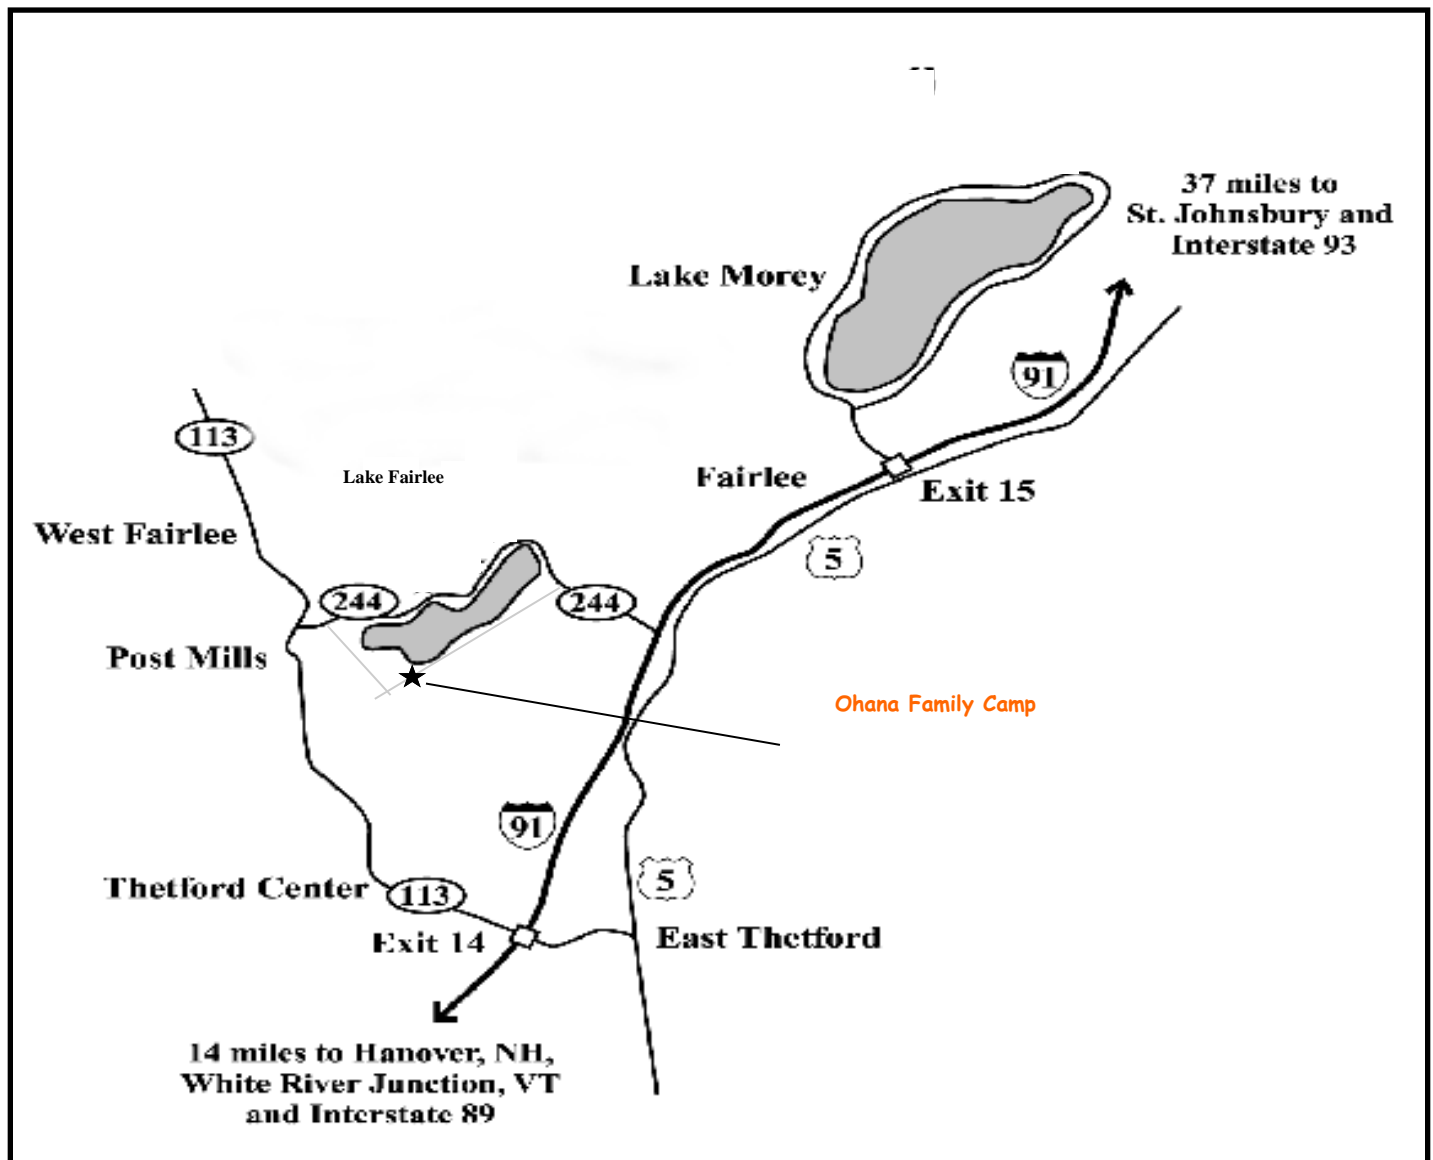 37 miles to
St. Johnsbury and
Interstate 93
Lake Morey
91
113
Lake Fairlee
Fairlee
Exit 15
West Fairlee
5
244
244
Post Mills
Ohana Family Camp
91
5
Thetford Center
113
Exit 14
East Thetford
14 miles to Hanover, NH,
White River Junction, VT
and Interstate 89